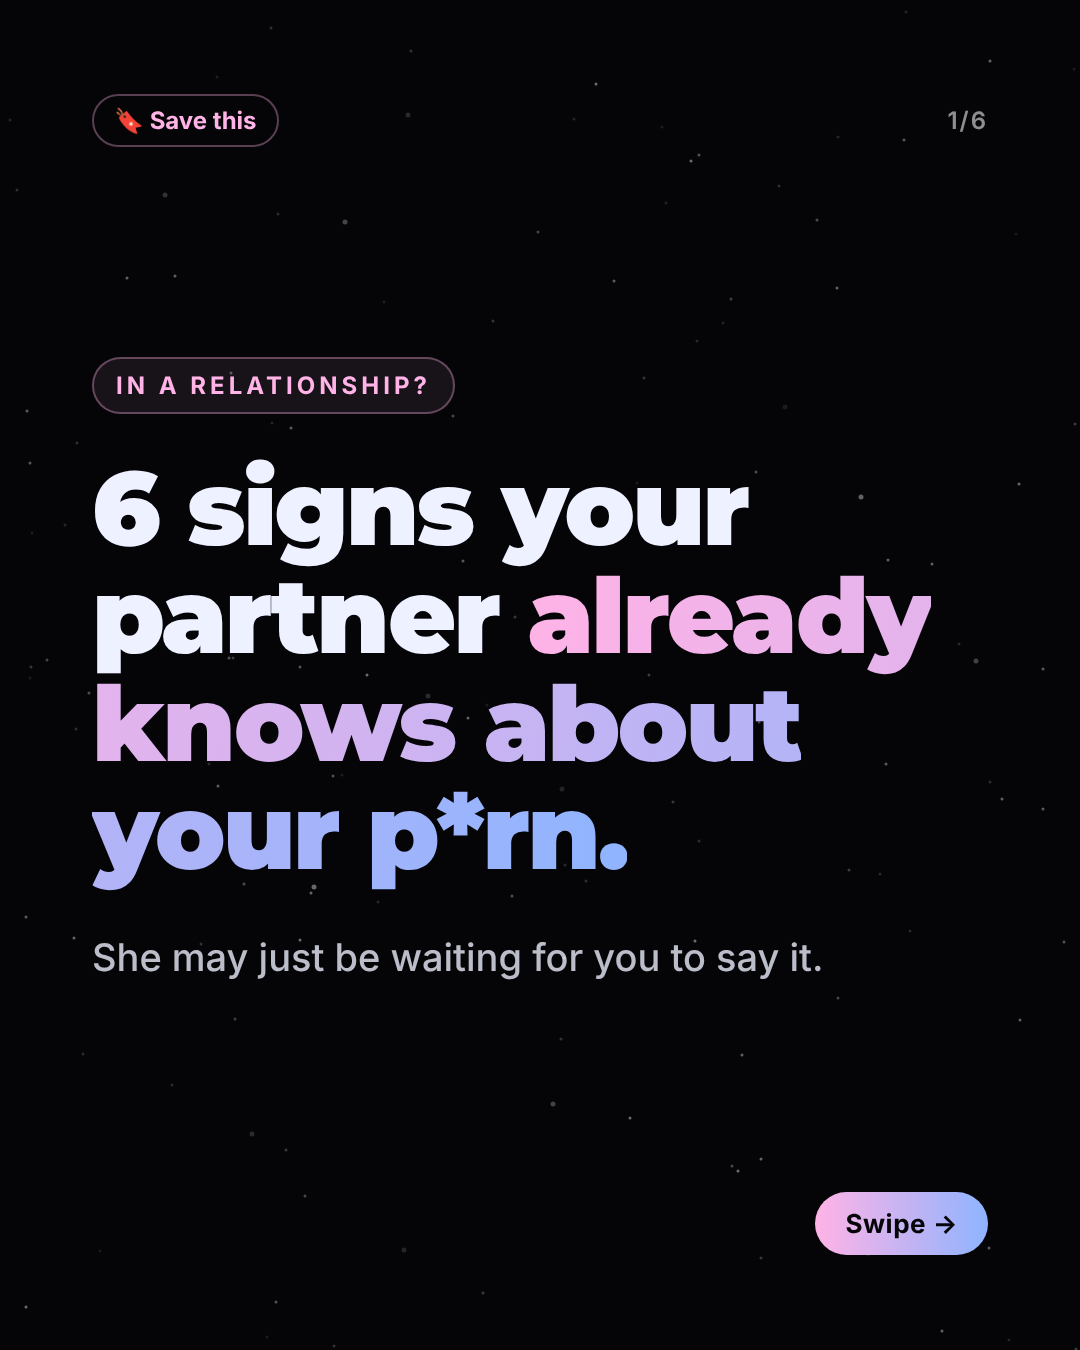 🔖 Save this
1/6
IN A RELATIONSHIP?
6 signs your
partner already
knows about
your p*rn.
She may just be waiting for you to say it.
Swipe →